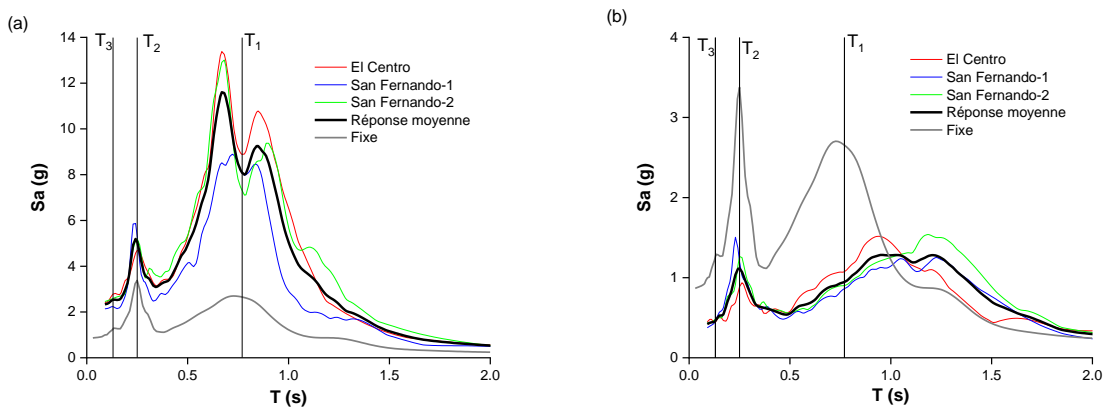 (a)
T3
T2
T1
El Centro
San Fernando-1
San Fernando-2
Réponse moyenne
Fixe
14
12
10
8
6
4
2
0
Sa (g)
0.0
0.5
1.0
1.5
2.0
T (s)
(b)
T3
T2
T1
El Centro
San Fernando-1
San Fernando-2
Réponse moyenne
Fixe
4
3
2
1
0
Sa (g)
0.0
0.5
1.0
1.5
2.0
T (s)